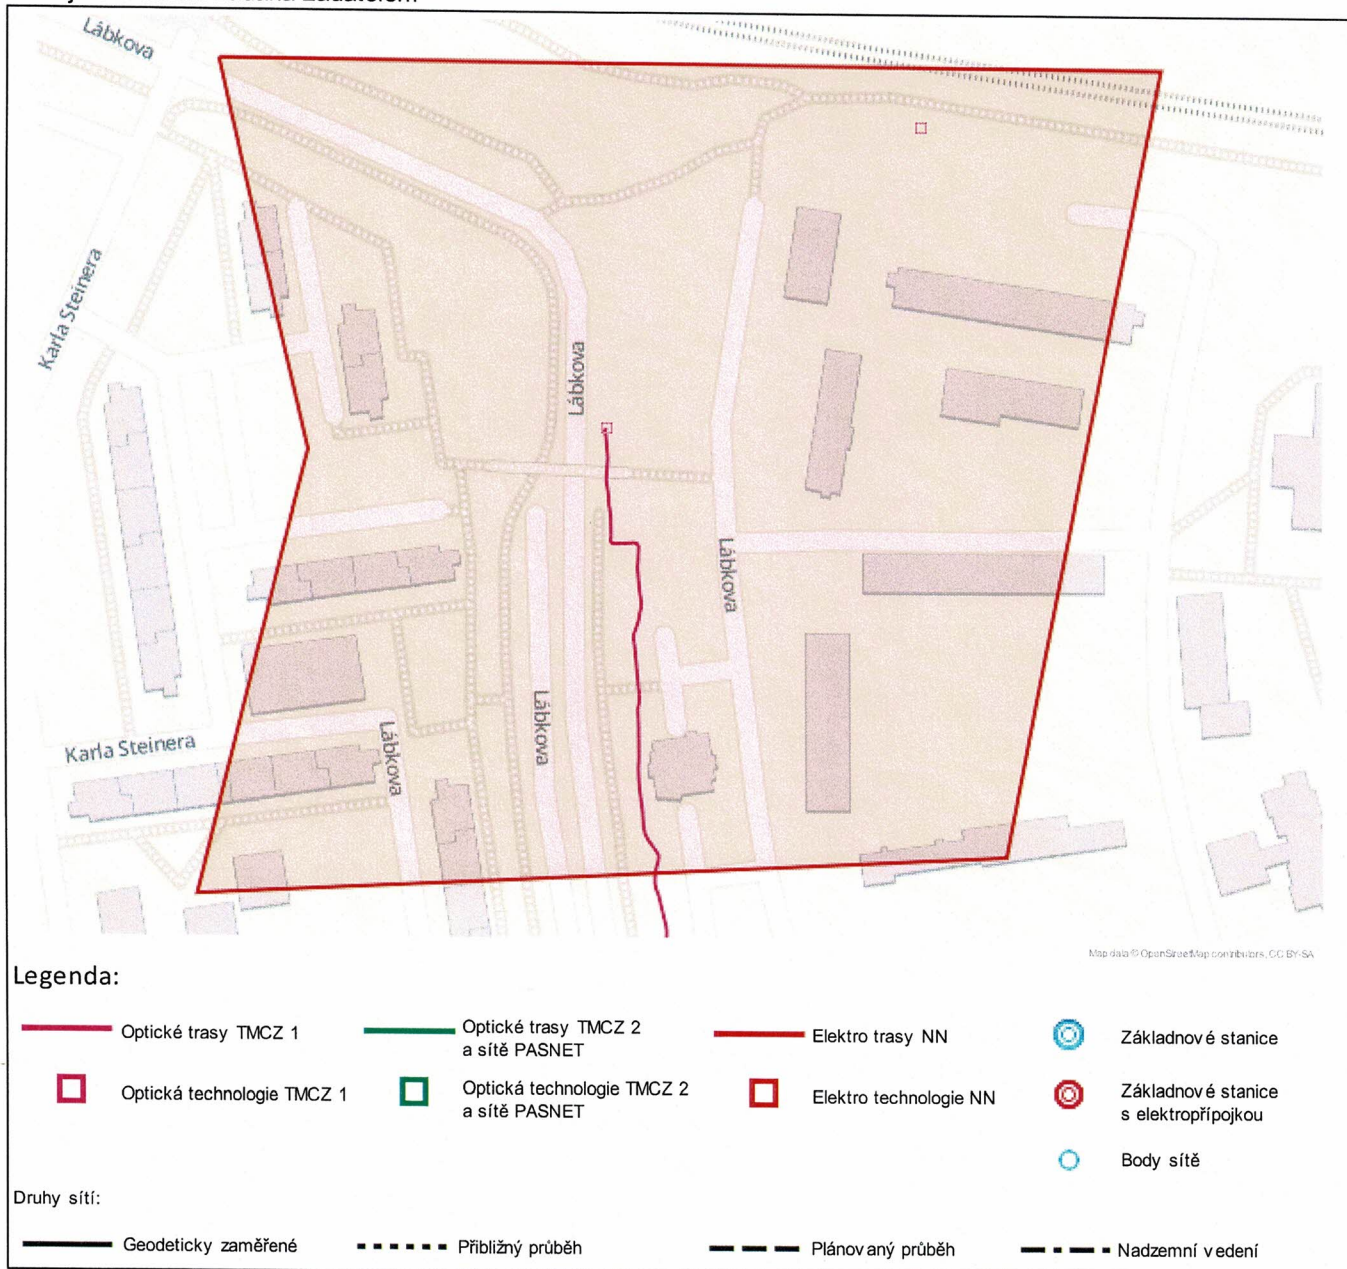 žadatelem
Lábkova
Karla Steinera
Lábkova
Lábkova
Lábkova
Lábkova
Karla Steinera
Map data © OpenStreetMap contributors, CC BY-SA
Legenda:
Optické trasy TMCZ 1
Optické trasy TMCZ 2
a sítě PASNET
Elektro trasy NN
Základnové stanice
Optická technologie TMCZ 1
Optická technologie TMCZ 2
a sítě PASNET
Elektro technologie NN
Základnové stanice
s elektropřípojkou
Body sítě
Druhy sítí:
Geodeticky zaměřené
Přibližný průběh
Plánovaný průběh
Nadzemní vedení